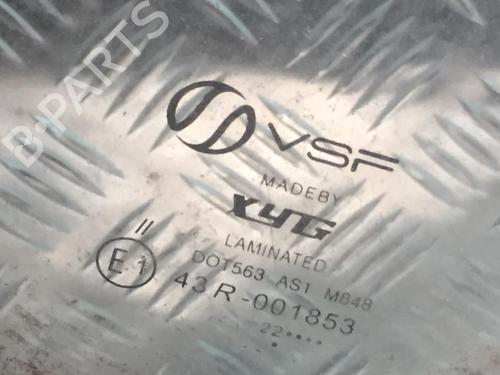 B-PARTS
VSF
MADEBY
XYG
LAMINATED
II
E1
DOT563 AS1 M848
43R-001853
22••••
•